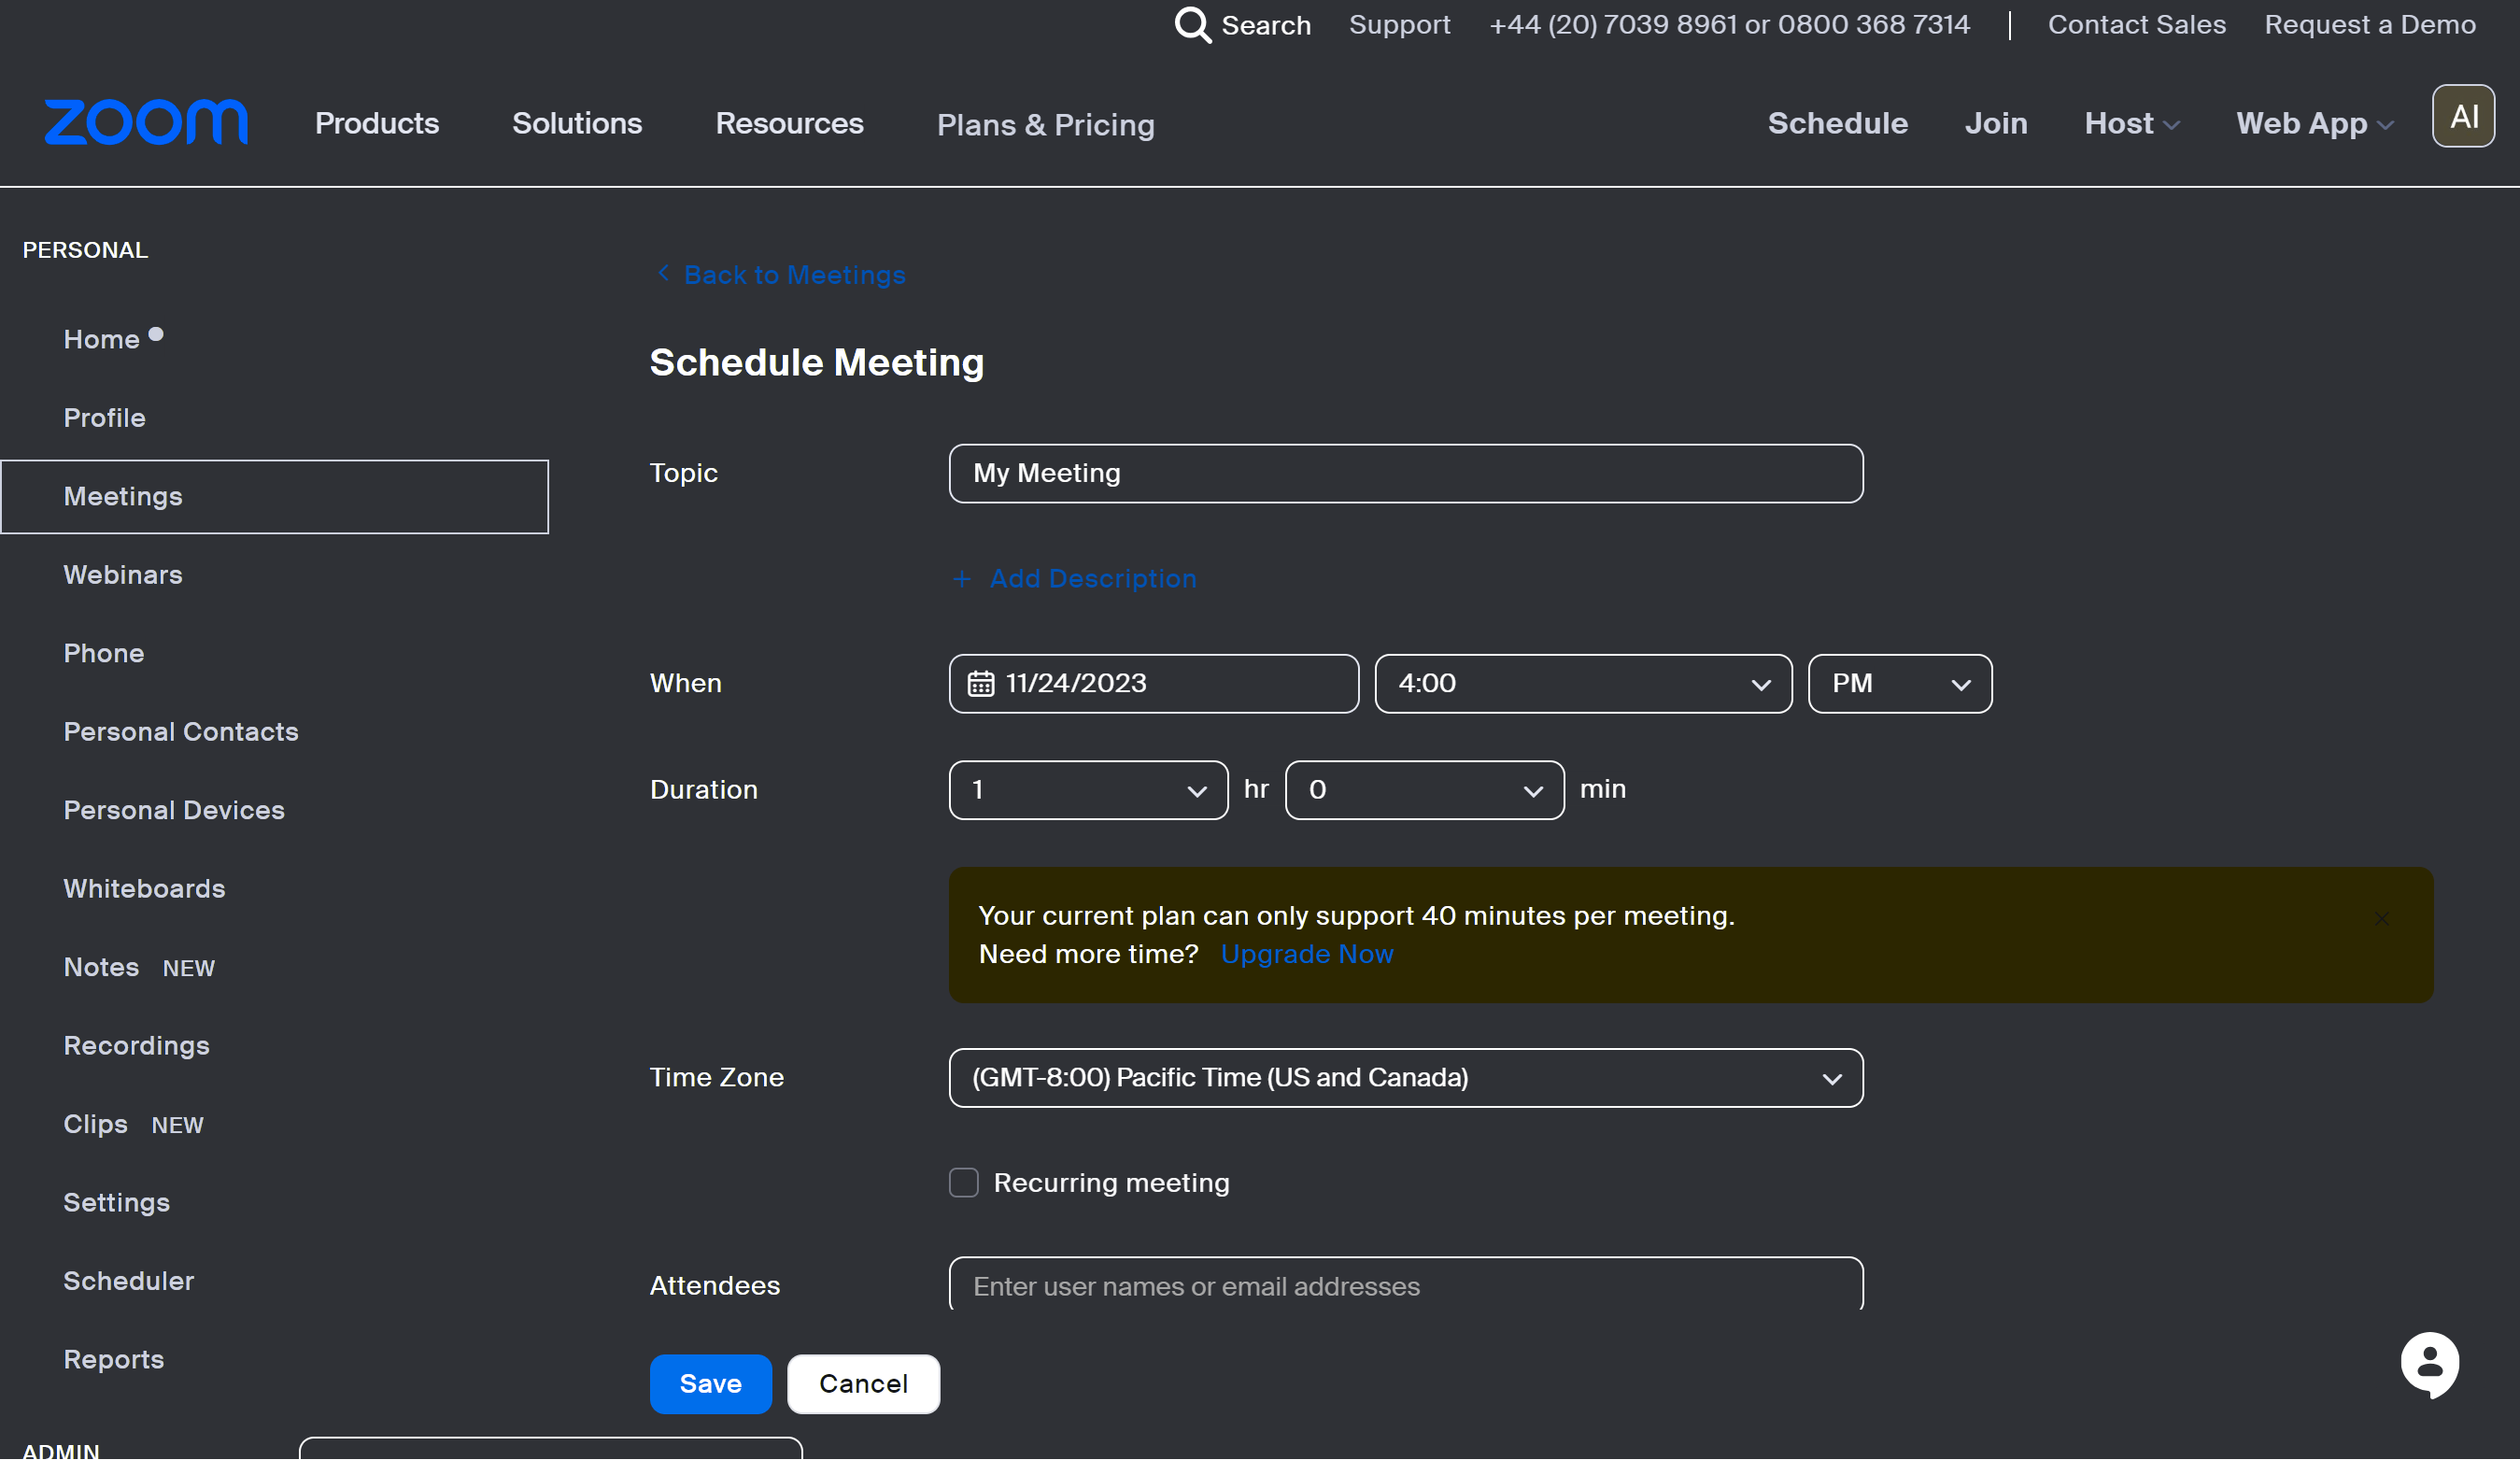 Search Support +44 (20) 7039 8961 or 0800 368 7314 | Contact Sales Request a Demo
zoom Products Solutions Resources Plans & Pricing Schedule Join Host Web App AI
PERSONAL
Home
Profile
Meetings
Webinars
Phone
Personal Contacts
Personal Devices
Whiteboards
Notes NEW
Recordings
Clips NEW
Settings
Scheduler
Reports
ADMIN
Back to Meetings
Schedule Meeting
Topic My Meeting
+ Add Description
When 11/24/2023 4:00 PM
Duration 1 hr 0 min
Your current plan can only support 40 minutes per meeting.
Need more time? Upgrade Now
Time Zone (GMT-8:00) Pacific Time (US and Canada)
Recurring meeting
Attendees Enter user names or email addresses
Save Cancel